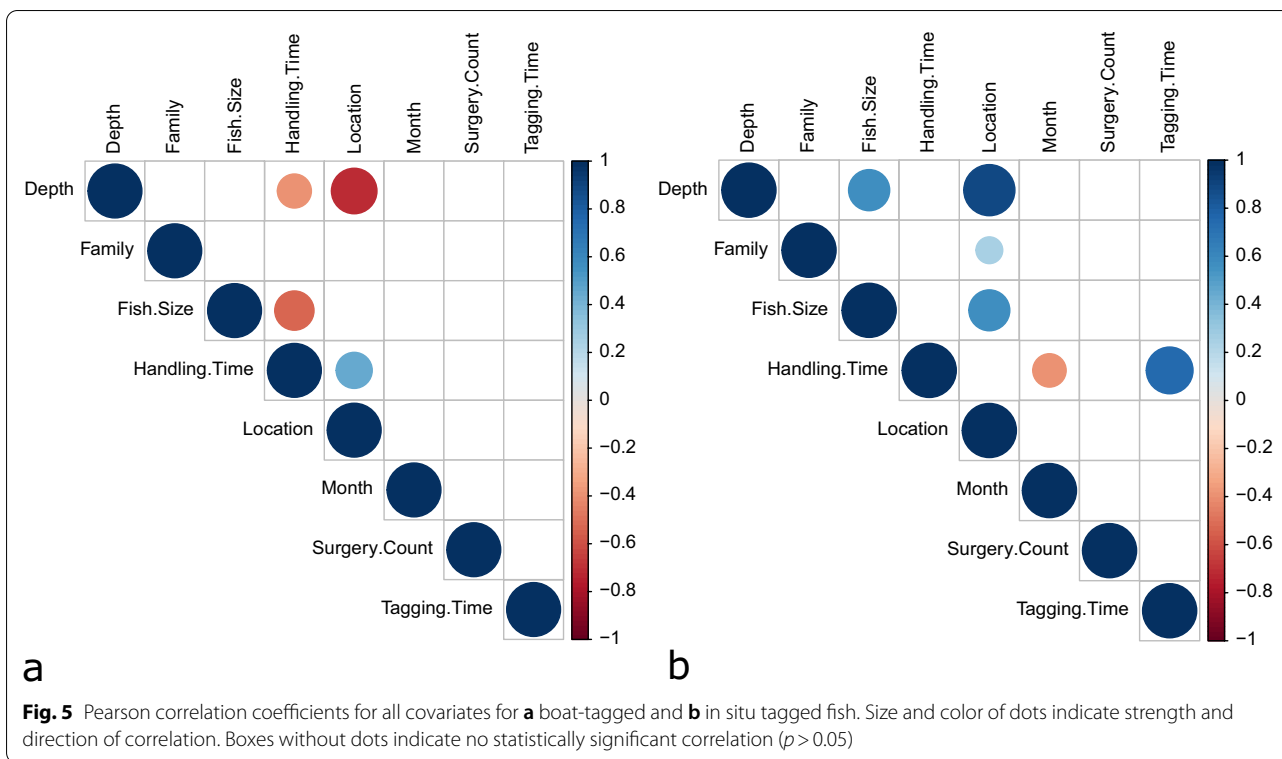 Depth
Family
Fish.Size
Handling.Time
Location
Month
Surgery.Count
Tagging.Time
Depth
Family
Fish.Size
Handling.Time
Location
Month
Surgery.Count
Tagging.Time
1
0.8
0.6
0.4
0.2
0
−0.2
−0.4
−0.6
−0.8
−1
a
Depth
Family
Fish.Size
Handling.Time
Location
Month
Surgery.Count
Tagging.Time
Depth
Family
Fish.Size
Handling.Time
Location
Month
Surgery.Count
Tagging.Time
1
0.8
0.6
0.4
0.2
0
−0.2
−0.4
−0.6
−0.8
−1
b
Fig. 5 Pearson correlation coefficients for all covariates for a boat-tagged and b in situ tagged fish. Size and color of dots indicate strength and
direction of correlation. Boxes without dots indicate no statistically significant correlation (p > 0.05)